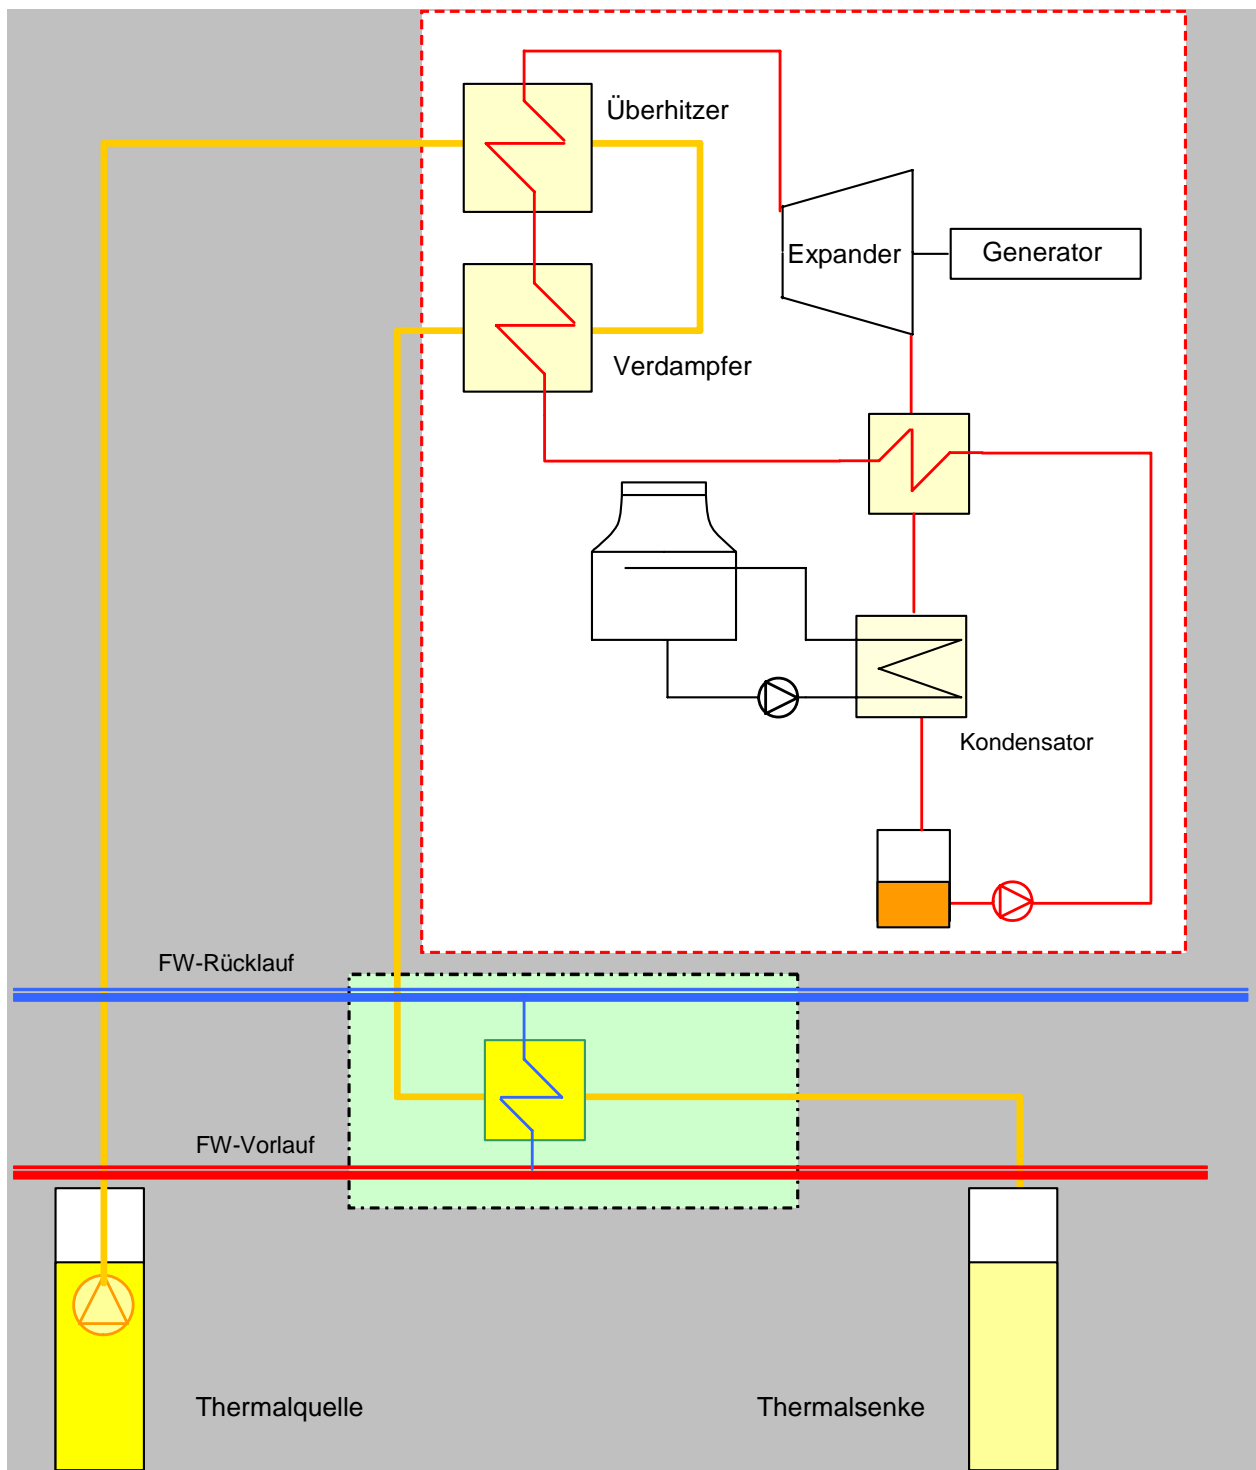 Überhitzer
Expander
Generator
Verdampfer
Kondensator
FW-Rücklauf
FW-Vorlauf
Thermalquelle
Thermalsenke